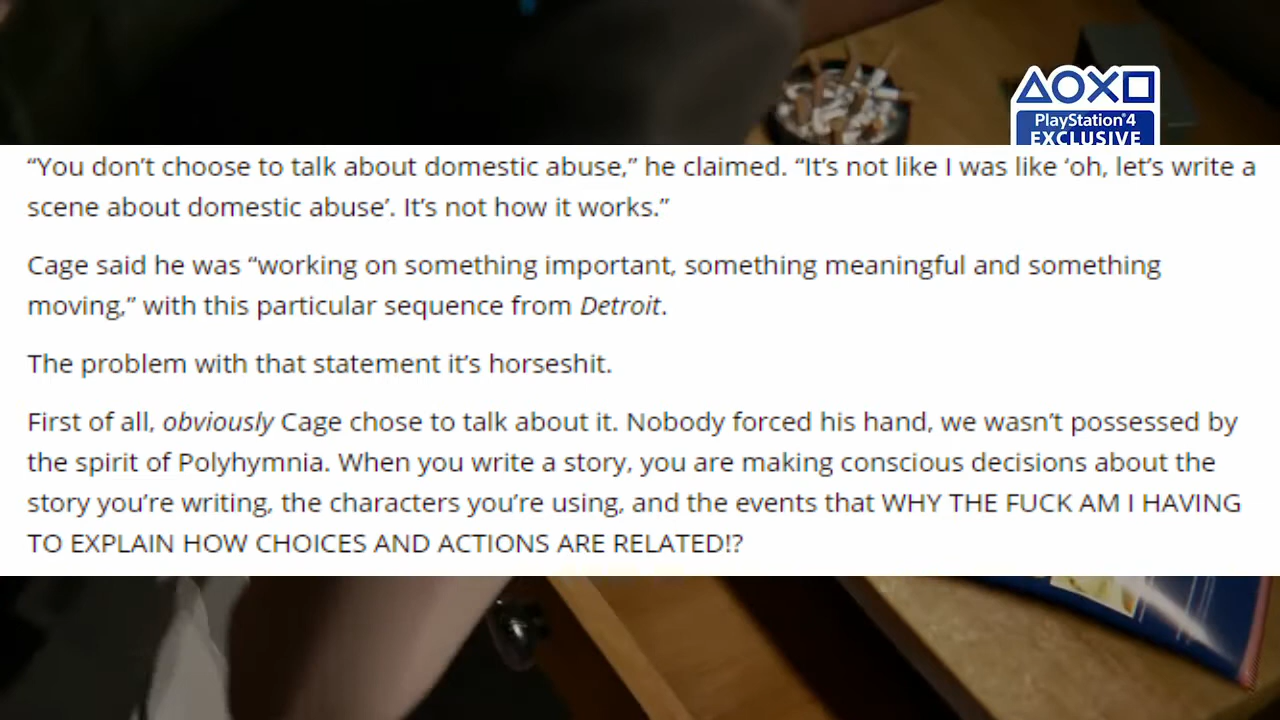 PlayStation®4
EXCLUSIVE
“You don’t choose to talk about domestic abuse,” he claimed. “It’s not like I was like ‘oh, let’s write a
scene about domestic abuse’. It’s not how it works.”
Cage said he was “working on something important, something meaningful and something
moving,” with this particular sequence from Detroit.
The problem with that statement it’s horseshit.
First of all, obviously Cage chose to talk about it. Nobody forced his hand, we wasn’t possessed by
the spirit of Polyhymnia. When you write a story, you are making conscious decisions about the
story you’re writing, the characters you’re using, and the events that WHY THE FUCK AM I HAVING
TO EXPLAIN HOW CHOICES AND ACTIONS ARE RELATED!?